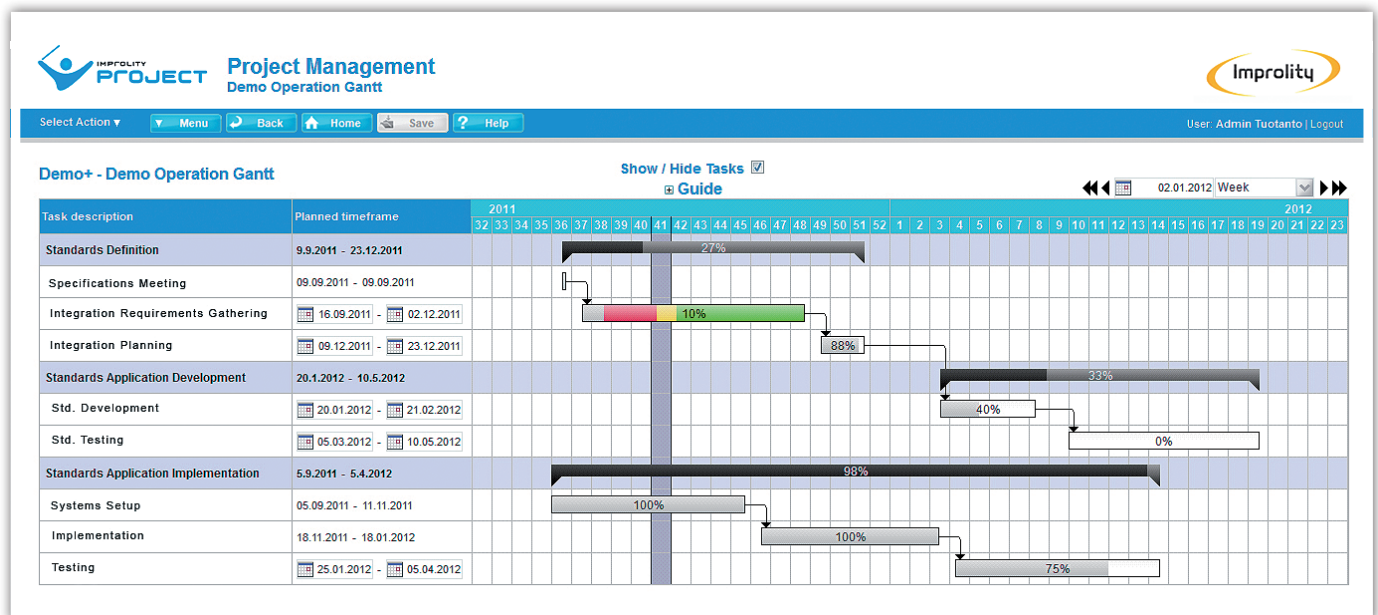 IMPROLITY
PROJECT
Project Management
Demo Operation Gantt
Improlity
Select Action Menu Back Home Save Help User: Admin Tuotanto | Logout
Demo+ - Demo Operation Gantt
Show / Hide Tasks
Guide
02.01.2012 Week
Task description Planned timeframe 2011 2012
32 33 34 35 36 37 38 39 40 41 42 43 44 45 46 47 48 49 50 51 52 1 2 3 4 5 6 7 8 9 10 11 12 13 14 15 16 17 18 19 20 21 22 23
Standards Definition 9.9.2011 - 23.12.2011 27%
Specifications Meeting 09.09.2011 - 09.09.2011
Integration Requirements Gathering 16.09.2011 - 02.12.2011 10%
Integration Planning 09.12.2011 - 23.12.2011 88%
Standards Application Development 20.1.2012 - 10.5.2012 33%
Std. Development 20.01.2012 - 21.02.2012 40%
Std. Testing 05.03.2012 - 10.05.2012 0%
Standards Application Implementation 5.9.2011 - 5.4.2012 98%
Systems Setup 05.09.2011 - 11.11.2011 100%
Implementation 18.11.2011 - 18.01.2012 100%
Testing 25.01.2012 - 05.04.2012 75%